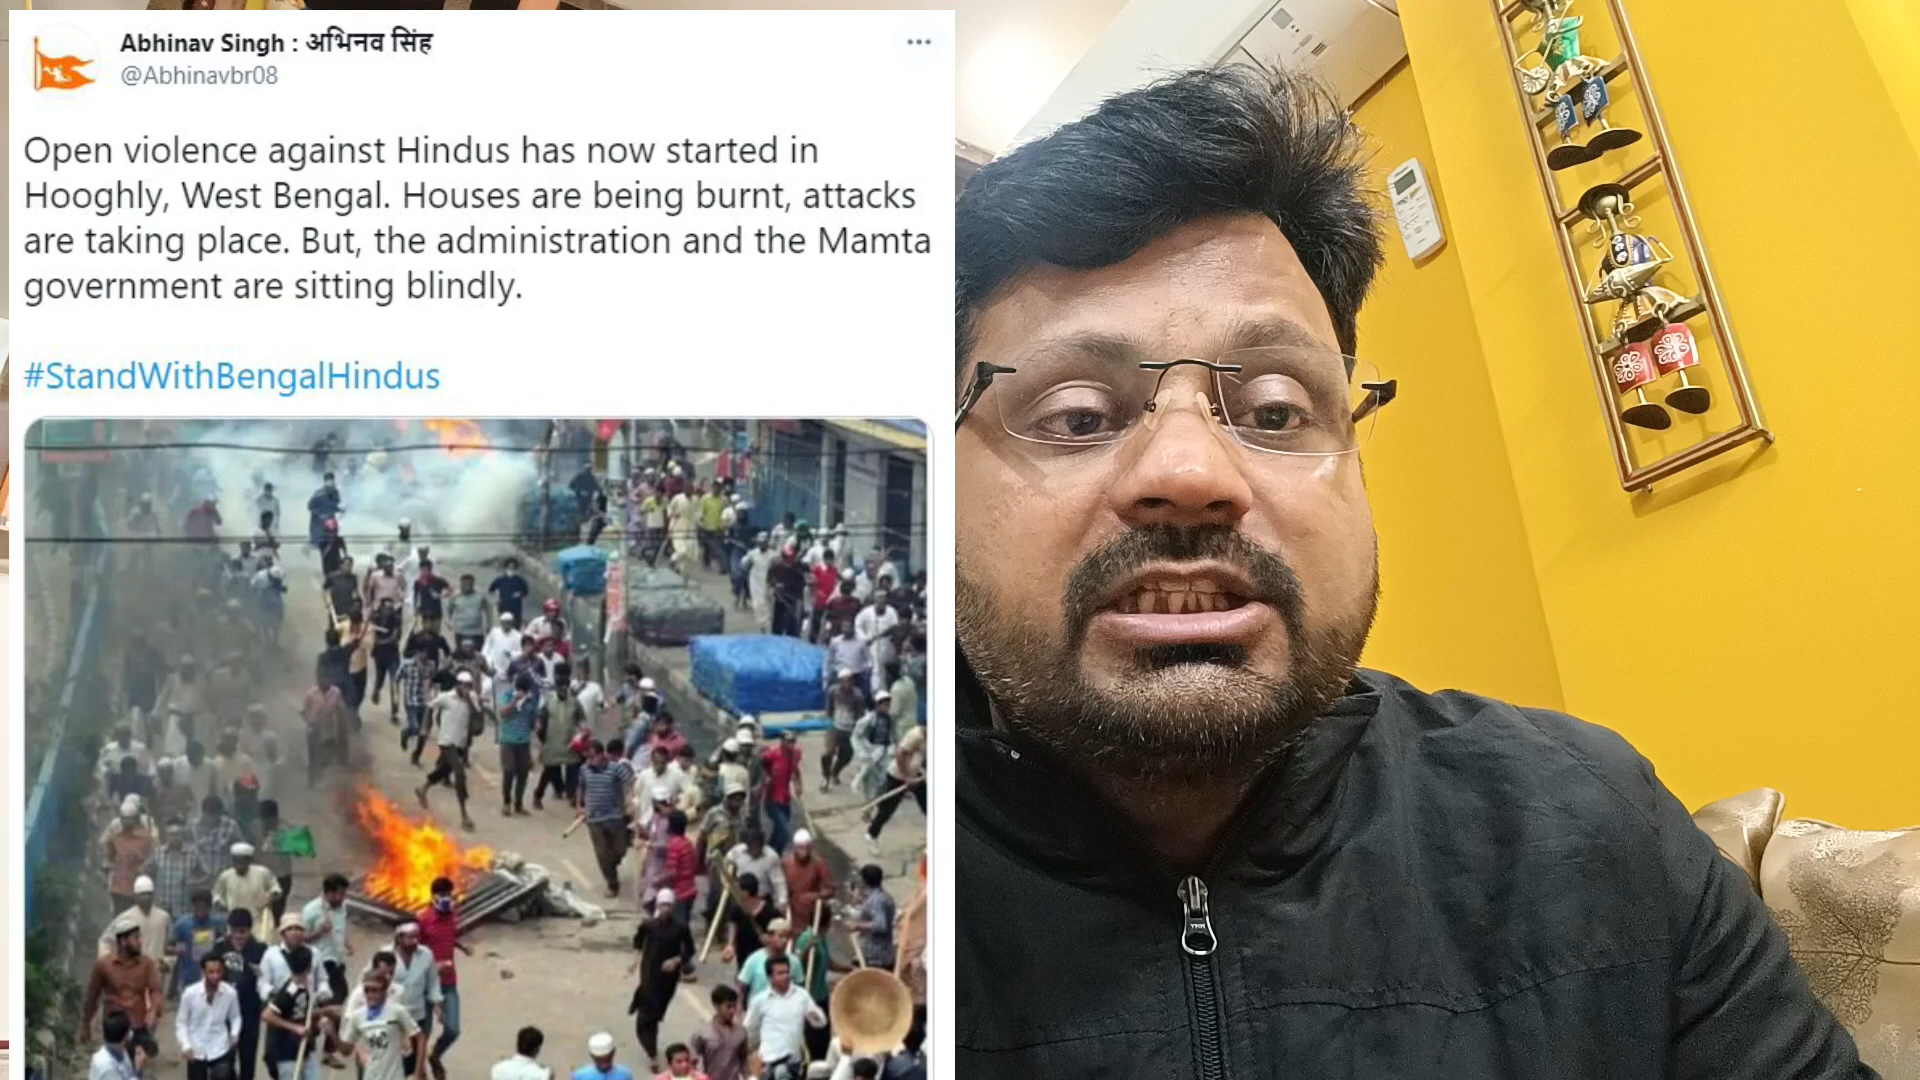 Abhinav Singh : अभिनव सिंह
@Abhinavbr08
Open violence against Hindus has now started in
Hooghly, West Bengal. Houses are being burnt, attacks
are taking place. But, the administration and the Mamta
government are sitting blindly.
#StandWithBengalHindus
YKK